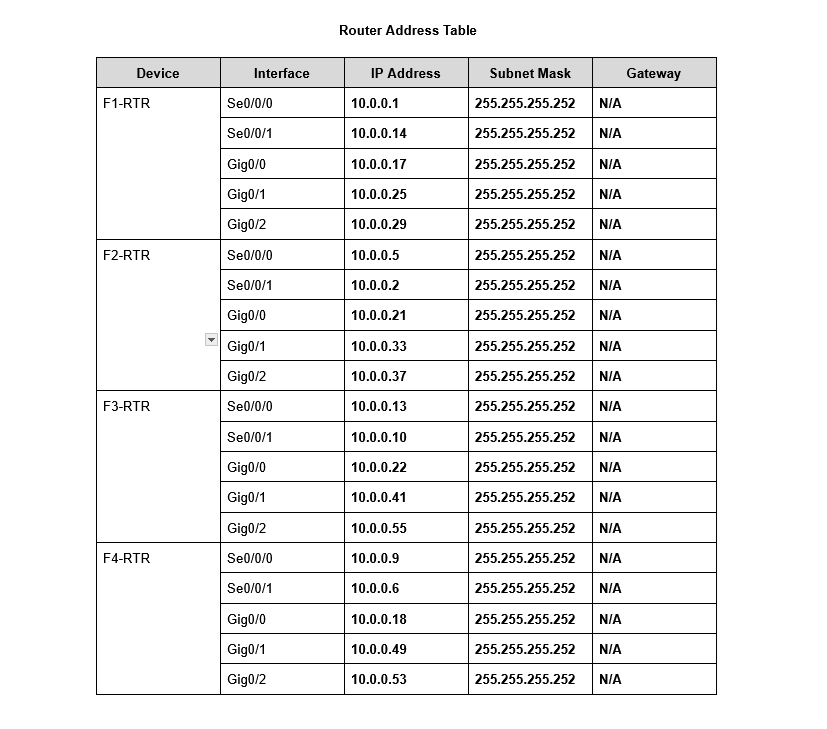 Router Address Table
Device Interface IP Address Subnet Mask Gateway
F1-RTR Se0/0/0 10.0.0.1 255.255.255.252 N/A
Se0/0/1 10.0.0.14 255.255.255.252 N/A
Gig0/0 10.0.0.17 255.255.255.252 N/A
Gig0/1 10.0.0.25 255.255.255.252 N/A
Gig0/2 10.0.0.29 255.255.255.252 N/A
F2-RTR Se0/0/0 10.0.0.5 255.255.255.252 N/A
Se0/0/1 10.0.0.2 255.255.255.252 N/A
Gig0/0 10.0.0.21 255.255.255.252 N/A
Gig0/1 10.0.0.33 255.255.255.252 N/A
Gig0/2 10.0.0.37 255.255.255.252 N/A
F3-RTR Se0/0/0 10.0.0.13 255.255.255.252 N/A
Se0/0/1 10.0.0.10 255.255.255.252 N/A
Gig0/0 10.0.0.22 255.255.255.252 N/A
Gig0/1 10.0.0.41 255.255.255.252 N/A
Gig0/2 10.0.0.55 255.255.255.252 N/A
F4-RTR Se0/0/0 10.0.0.9 255.255.255.252 N/A
Se0/0/1 10.0.0.6 255.255.255.252 N/A
Gig0/0 10.0.0.18 255.255.255.252 N/A
Gig0/1 10.0.0.49 255.255.255.252 N/A
Gig0/2 10.0.0.53 255.255.255.252 N/A